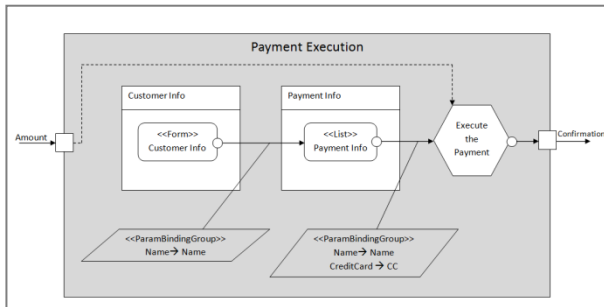 Payment Execution
Customer Info
Payment Info
Amount
<<Form>>
Customer Info
<<List>>
Payment Info
Execute
the
Payment
Confirmation
<<ParamBindingGroup>>
Name→ Name
<<ParamBindingGroup>>
Name→ Name
CreditCard → CC